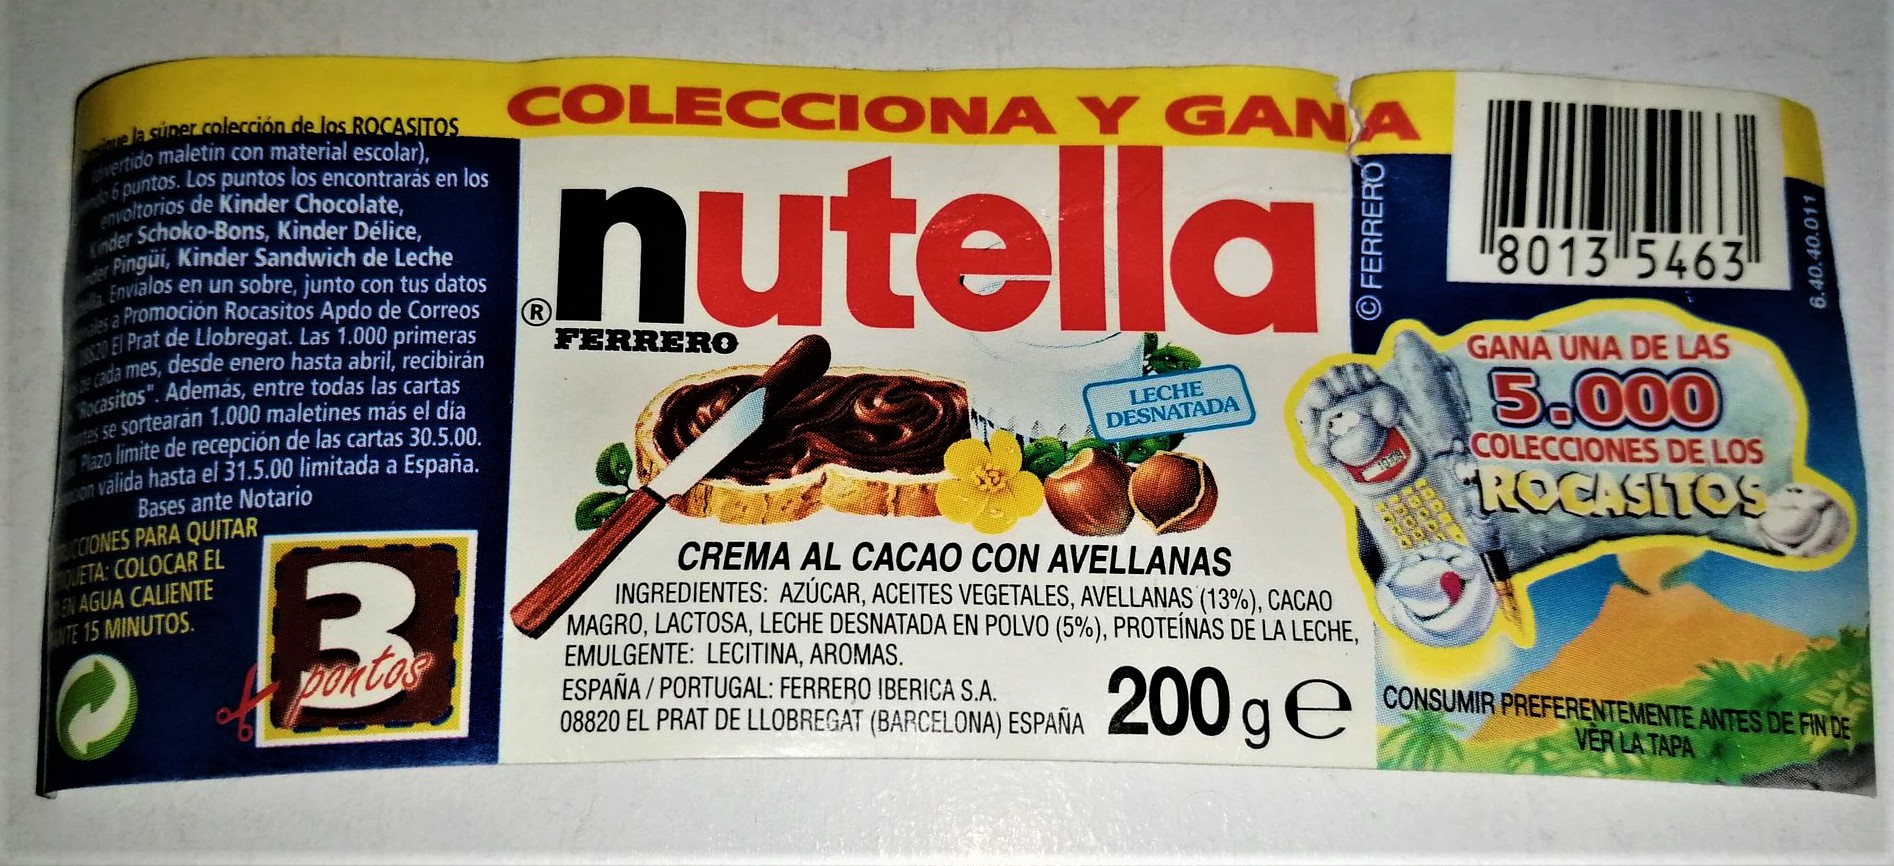 COLECCIONA Y GANA
la súper colección de los ROCASITOS
maletín con material escolar),
6 puntos. Los puntos los encontrarás en los
envoltorios de Kinder Chocolate,
Kinder Schoko-Bons, Kinder Délice,
Pingüi, Kinder Sandwich de Leche
Envíalos en un sobre, junto con tus datos
a Promoción Rocasitos Apdo de Correos
El Prat de Llobregat. Las 1.000 primeras
de cada mes, desde enero hasta abril, recibirán
"Rocasitos". Además, entre todas las cartas
se sortearán 1.000 maletines más el día
Plazo límite de recepción de las cartas 30.5.00.
válida hasta el 31.5.00 limitada a España.
Bases ante Notario
PARA QUITAR
COLOCAR EL
EN AGUA CALIENTE
15 MINUTOS.
3
pontos
nutella
®
FERRERO
LECHE
DESNATADA
CREMA AL CACAO CON AVELLANAS
INGREDIENTES: AZÚCAR, ACEITES VEGETALES, AVELLANAS (13%), CACAO
MAGRO, LACTOSA, LECHE DESNATADA EN POLVO (5%), PROTEÍNAS DE LA LECHE,
EMULGENTE: LECITINA, AROMAS.
ESPAÑA / PORTUGAL: FERRERO IBERICA S.A.
08820 EL PRAT DE LLOBREGAT (BARCELONA) ESPAÑA
200 g e
© FERRERO
8013 5463
6.40.40.011
GANA UNA DE LAS
5.000
COLECCIONES DE LOS
"ROCASITOS"
CONSUMIR PREFERENTEMENTE ANTES DE FIN DE
VER LA TAPA